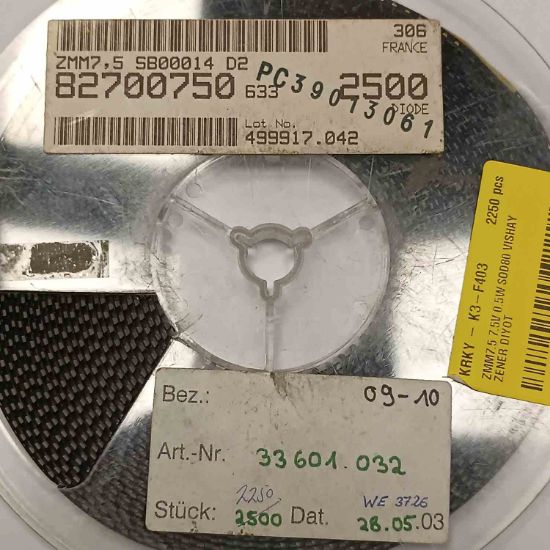 306
FRANCE
ZMM7,5 SB00014 D2
82700750 633 2500
DIODE
PC39013061
Lot No.
499917.042
KRKY - K3-F403 2250 pcs
ZMM7.5 7.5V 0.5W SOD80 VISHAY
ZENER DIYOT
Bez.: 09-10
Art.-Nr. 33601.032
2250
WE 3726
Stück: 2500 Dat. 28.05.03